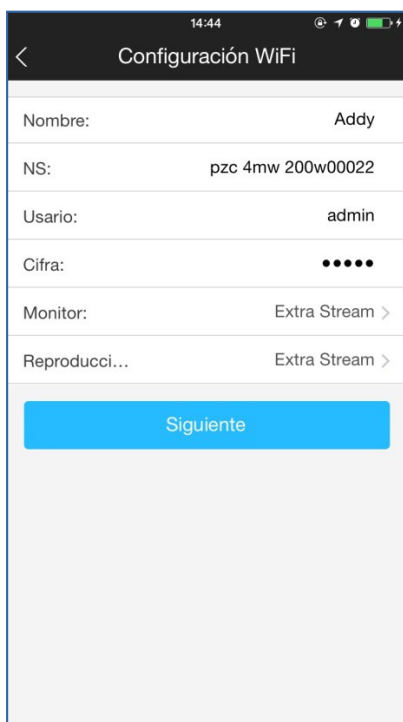 14:44
Configuración WiFi
Nombre: Addy
NS: pzc 4mw 200w00022
Usario: admin
Cifra: •••••
Monitor: Extra Stream
Reproducci... Extra Stream
Siguiente